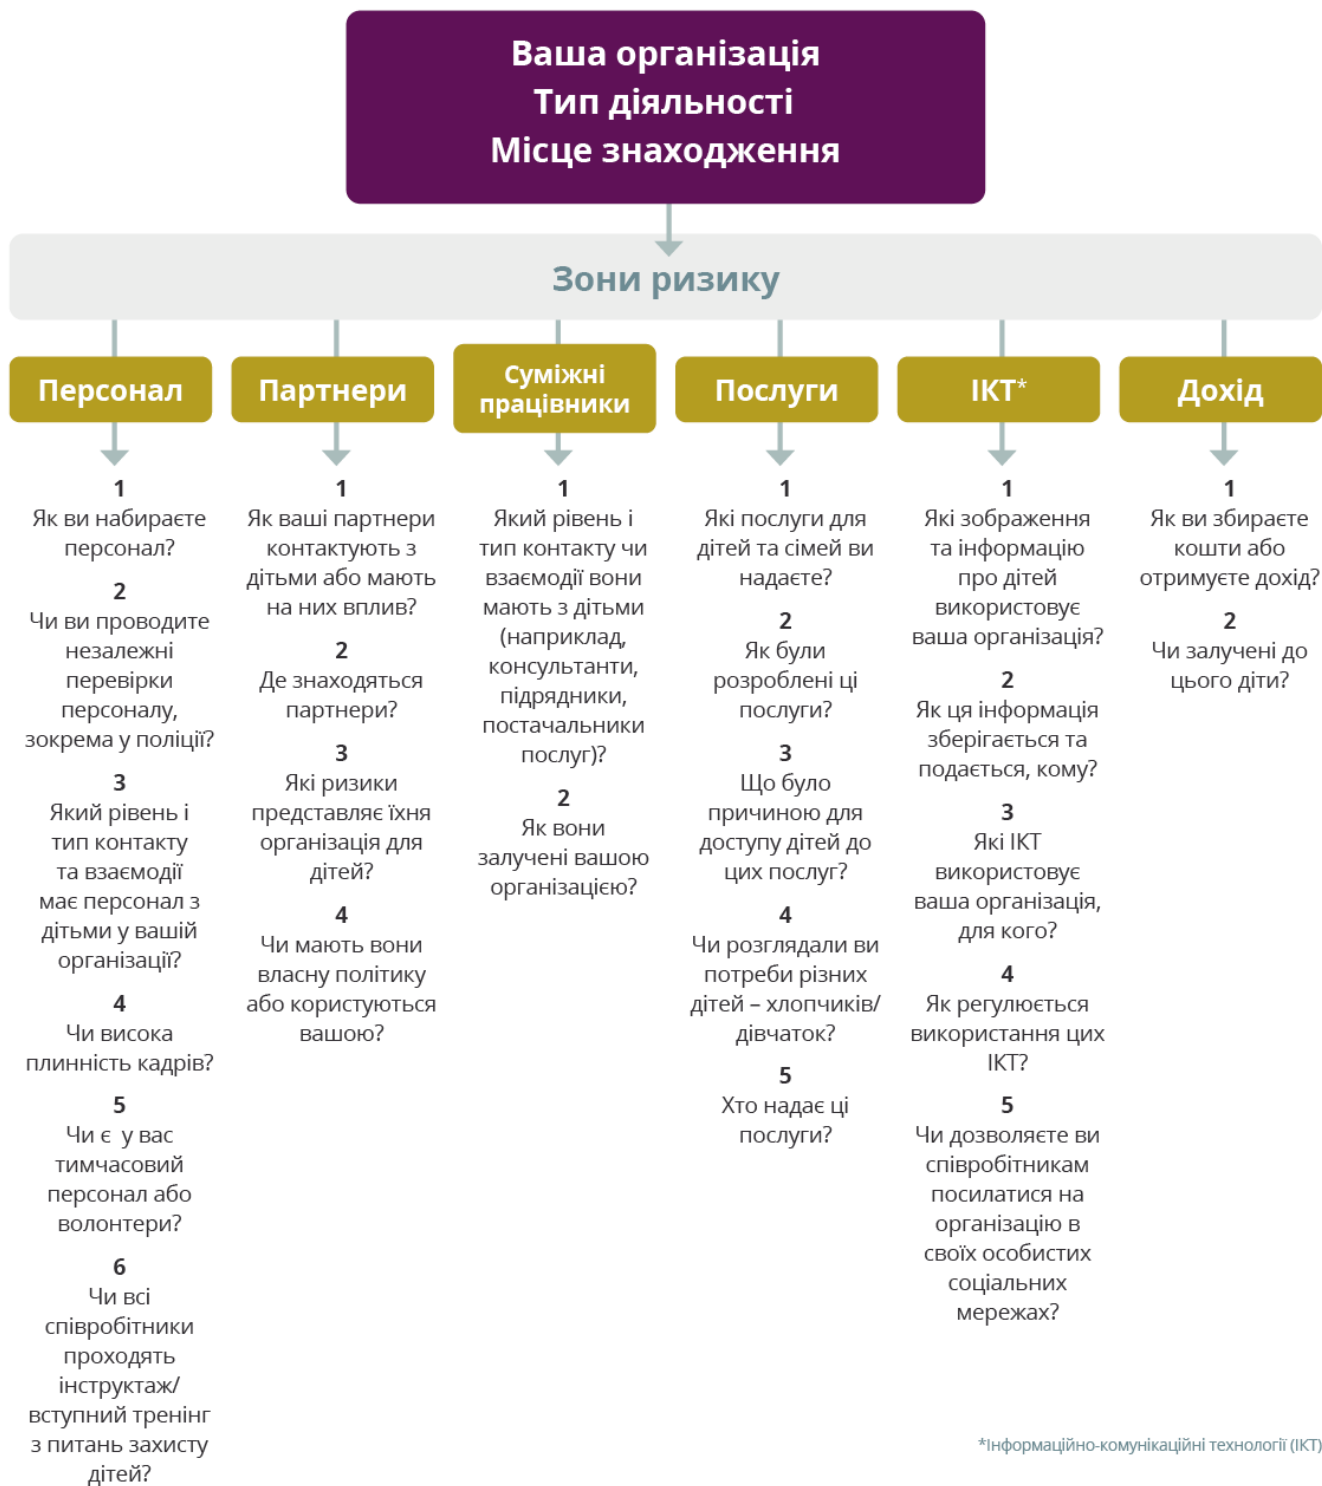 Ваша організація
Тип діяльності
Місце знаходження
Зони ризику
Персонал
1
Як ви набираєте
персонал?
2
Чи ви проводите
незалежні
перевірки
персоналу,
зокрема у поліції?
3
Який рівень і
тип контакту
та взаємодії
має персонал з
дітьми у вашій
організації?
4
Чи висока
плинність кадрів?
5
Чи є у вас
тимчасовий
персонал або
волонтери?
6
Чи всі
співробітники
проходять
інструктаж/
вступний тренінг
з питань захисту
дітей?
Партнери
1
Як ваші партнери
контактують з
дітьми або мають
на них вплив?
2
Де знаходяться
партнери?
3
Які ризики
представляє їхня
організація для
дітей?
4
Чи мають вони
власну політику
або користуються
вашою?
Суміжні
працівники
1
Який рівень і
тип контакту чи
взаємодії вони
мають з дітьми
(наприклад,
консультанти,
підрядники,
постачальники
послуг)?
2
Як вони
залучені вашою
організацією?
Послуги
1
Які послуги для
дітей та сімей ви
надаєте?
2
Як були
розроблені ці
послуги?
3
Що було
причиною для
доступу дітей до
цих послуг?
4
Чи розглядали ви
потреби різних
дітей – хлопчиків/
дівчаток?
5
Хто надає ці
послуги?
ІКТ*
1
Які зображення
та інформацію
про дітей
використовує
ваша організація?
2
Як ця інформація
зберігається та
подається, кому?
3
Які ІКТ
використовує
ваша організація,
для кого?
4
Як регулюється
використання цих
ІКТ?
5
Чи дозволяєте ви
співробітникам
посилатися на
організацію в
своїх особистих
соціальних
мережах?
Дохід
1
Як ви збираєте
кошти або
отримуєте дохід?
2
Чи залучені до
цього діти?
*Інформаційно-комунікаційні технології (ІКТ)